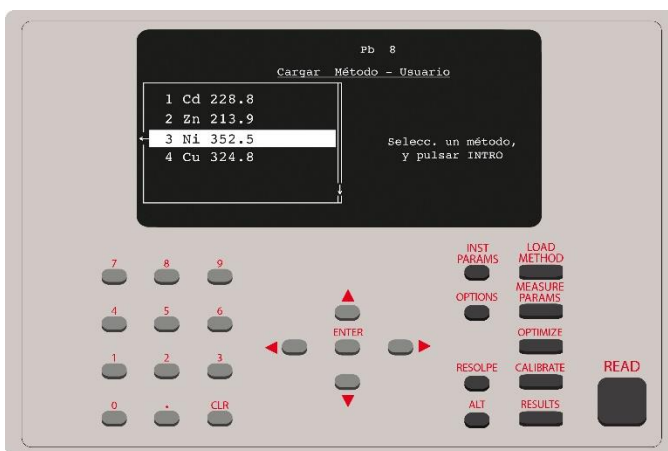 Pb 8
Cargar Método - Usuario
1 Cd 228.8
2 Zn 213.9
3 Ni 352.5
4 Cu 324.8
Selecc. un método,
y pulsar INTRO
7 8 9
4 5 6
1 2 3
0 . CLR
ENTER
INST
PARAMS
LOAD
METHOD
OPTIONS
MEASURE
PARAMS
OPTIMIZE
RESOLPE
CALIBRATE
ALT
RESULTS
READ